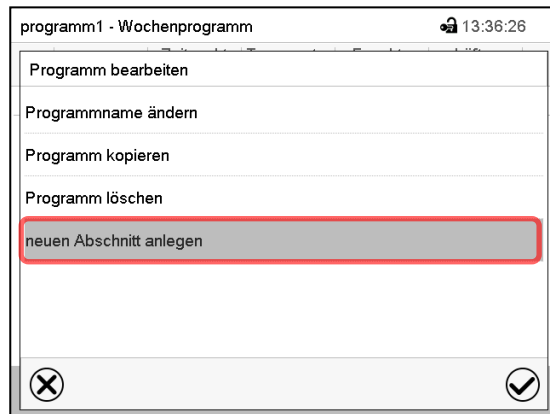 programm1 - Wochenprogramm 13:36:26
Programm bearbeiten
Programmname ändern
Programm kopieren
Programm löschen
neuen Abschnitt anlegen